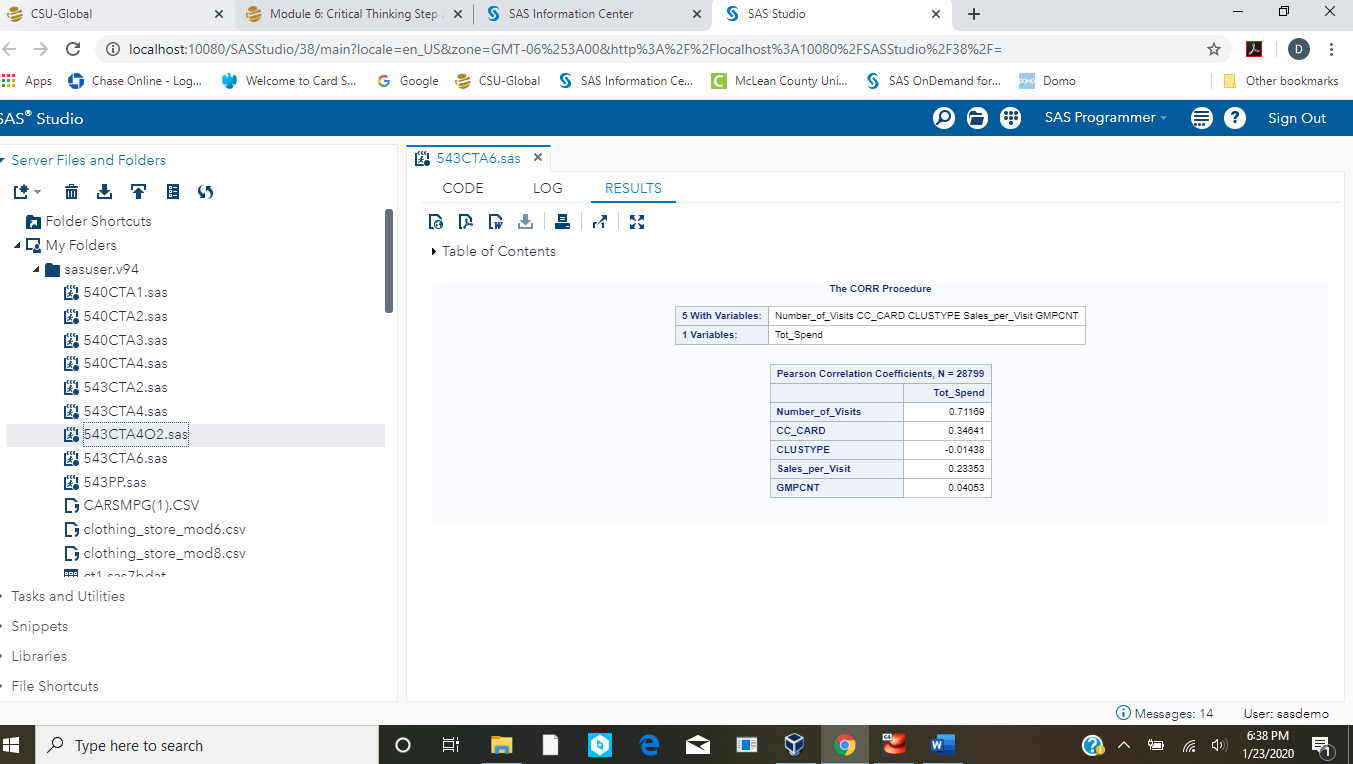 CSU-Global
Module 6: Critical Thinking Step 2
SAS Information Center
SAS Studio
localhost:10080/SASStudio/38/main?locale=en_US&zone=GMT-06%253A00&http%3A%2F%2Flocalhost%3A10080%2FSASStudio%2F38%2F=
D
Apps
Chase Online - Log...
Welcome to Card S...
Google
CSU-Global
SAS Information Ce...
McLean County Uni...
SAS OnDemand for...
Domo
Other bookmarks
SAS® Studio
SAS Programmer
Sign Out
Server Files and Folders
Folder Shortcuts
My Folders
sasuser.v94
540CTA1.sas
540CTA2.sas
540CTA3.sas
540CTA4.sas
543CTA2.sas
543CTA4.sas
543CTA4O2.sas
543CTA6.sas
543PP.sas
CARSMPG(1).CSV
clothing_store_mod6.csv
clothing_store_mod8.csv
ct1.sas7bdat
Tasks and Utilities
Snippets
Libraries
File Shortcuts
543CTA6.sas
CODE LOG RESULTS
Table of Contents
The CORR Procedure
5 With Variables: Number_of_Visits CC_CARD CLUSTYPE Sales_per_Visit GMPCNT
1 Variables: Tot_Spend
Pearson Correlation Coefficients, N = 28799
Tot_Spend
Number_of_Visits 0.71169
CC_CARD 0.34641
CLUSTYPE -0.01438
Sales_per_Visit 0.23353
GMPCNT 0.04053
Messages: 14
User: sasdemo
Type here to search
6:38 PM
1/23/2020
1